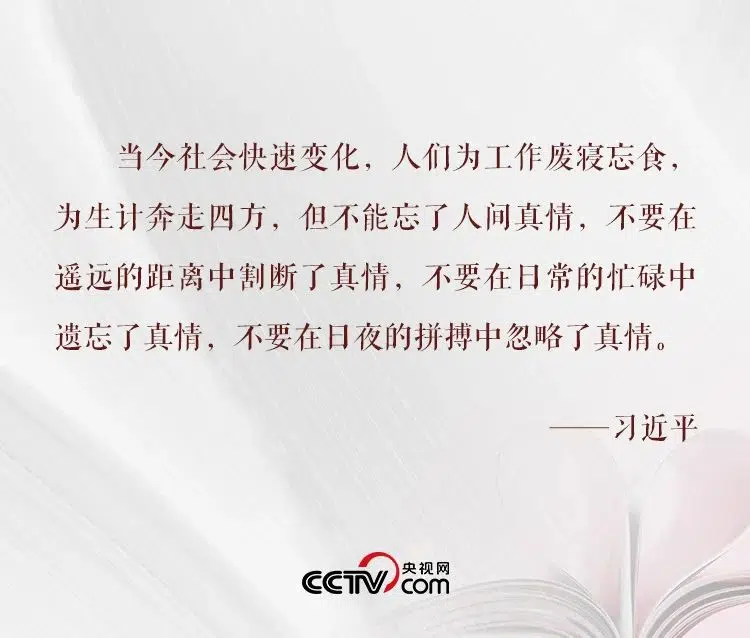 当今社会快速变化，人们为工作废寝忘食，
为生计奔走四方，但不能忘了人间真情，不要在
遥远的距离中割断了真情，不要在日常的忙碌中
遗忘了真情，不要在日夜的拼搏中忽略了真情。
——习近平
CCTV央视网
com